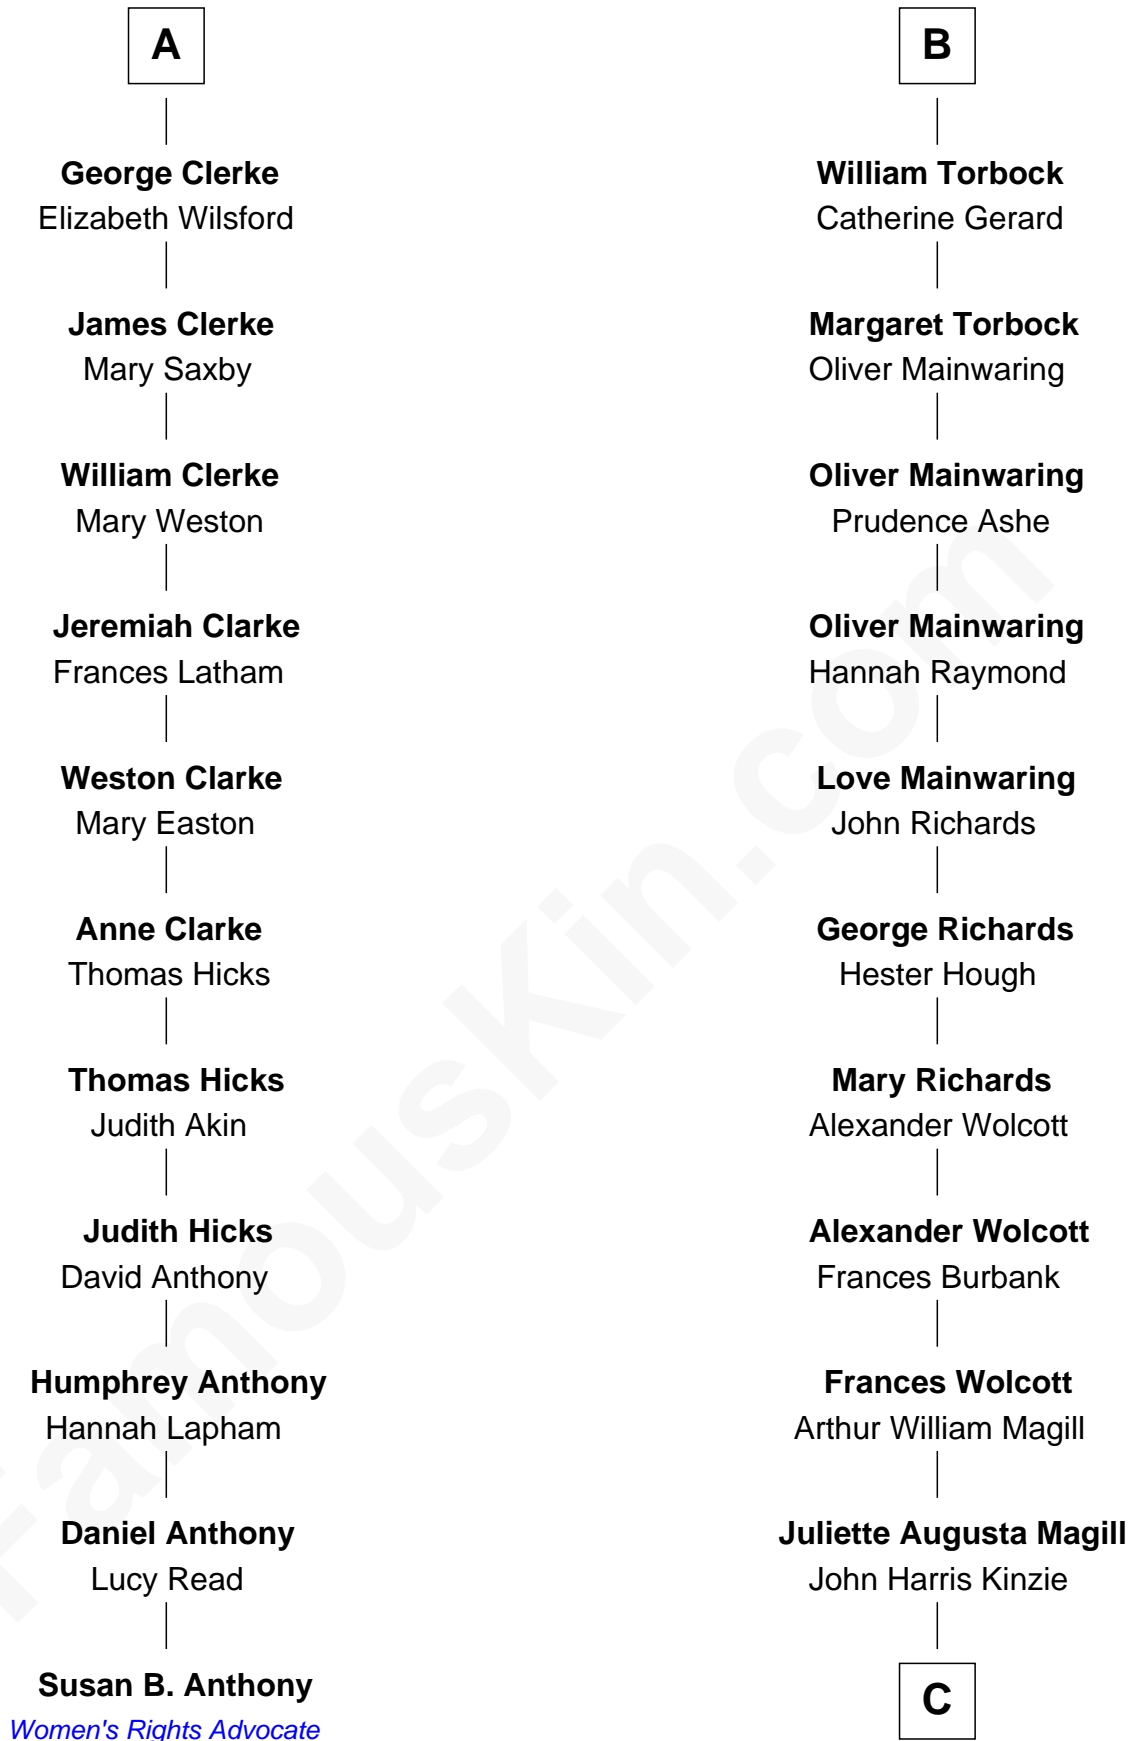 A
George Clerke
Elizabeth Wilsford
James Clerke
Mary Saxby
William Clerke
Mary Weston
Jeremiah Clarke
Frances Latham
Weston Clarke
Mary Easton
Anne Clarke
Thomas Hicks
Thomas Hicks
Judith Akin
Judith Hicks
David Anthony
Humphrey Anthony
Hannah Lapham
Daniel Anthony
Lucy Read
Susan B. Anthony
Women's Rights Advocate
B
William Torbock
Catherine Gerard
Margaret Torbock
Oliver Mainwaring
Oliver Mainwaring
Prudence Ashe
Oliver Mainwaring
Hannah Raymond
Love Mainwaring
John Richards
George Richards
Hester Hough
Mary Richards
Alexander Wolcott
Alexander Wolcott
Frances Burbank
Frances Wolcott
Arthur William Magill
Juliette Augusta Magill
John Harris Kinzie
C
FamousKin.com